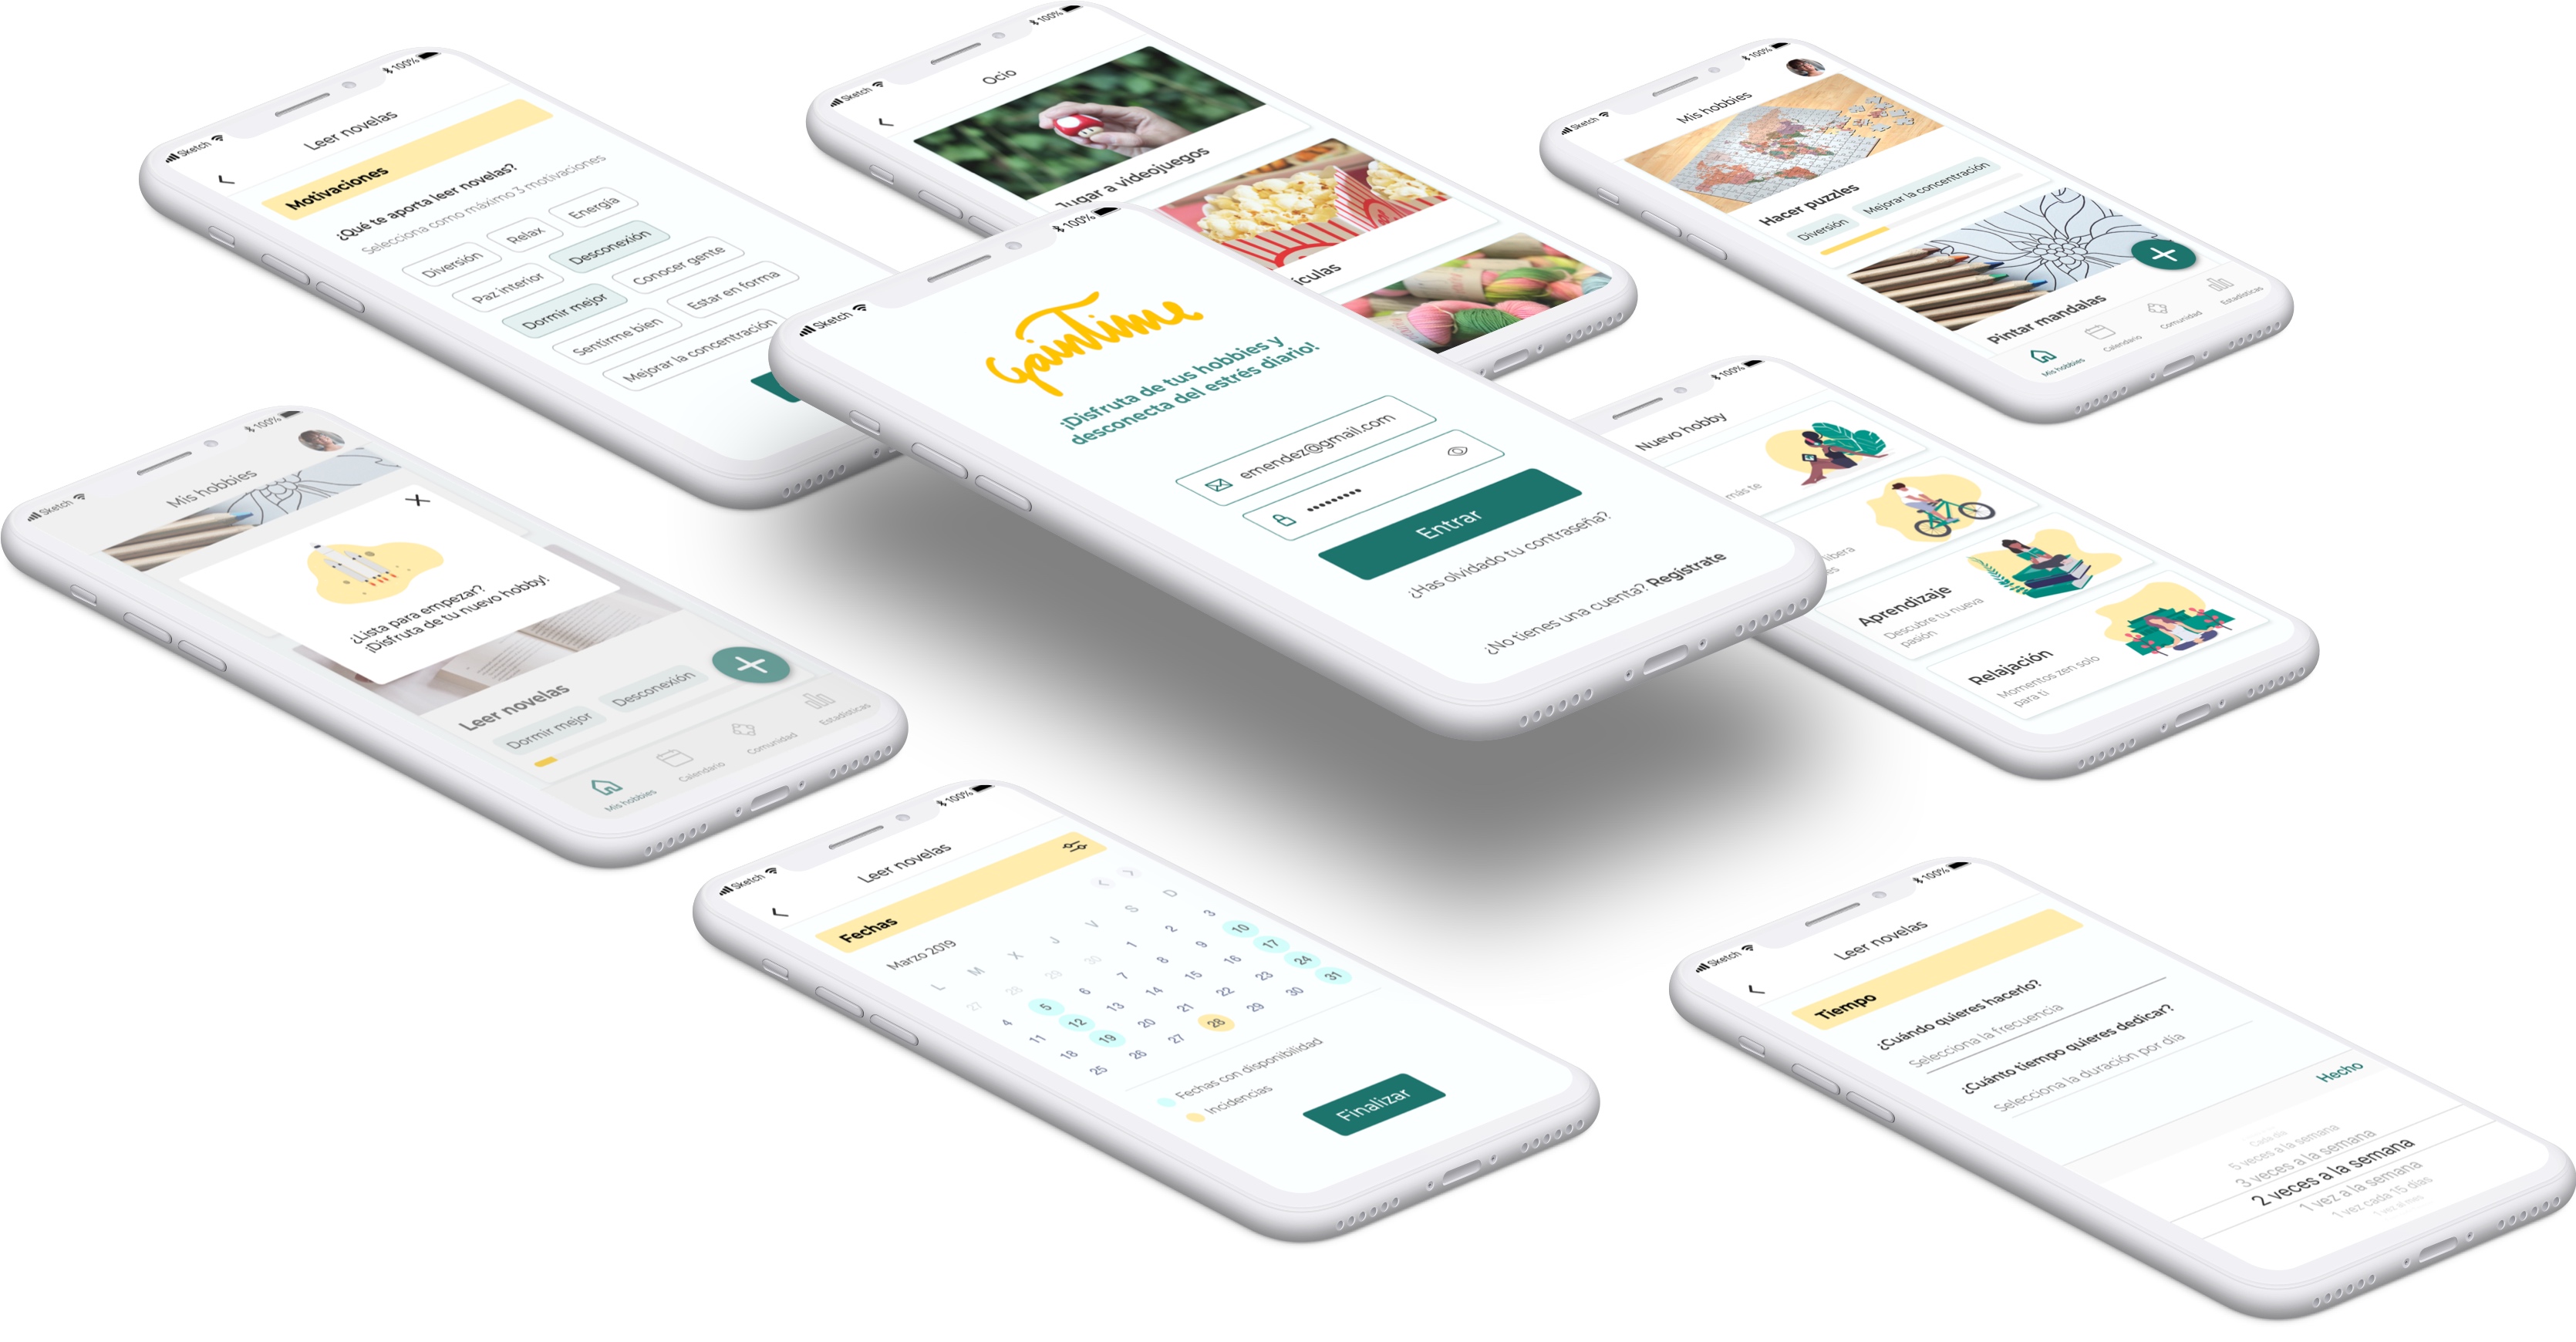 Sketch
100%
Leer novelas
Motivaciones
¿Qué te aporta leer novelas?
Selecciona como máximo 3 motivaciones
Diversión
Relax
Energía
Paz interior
Desconexión
Dormir mejor
Conocer gente
Sentirme bien
Estar en forma
Mejorar la concentración
Sketch
100%
Ocio
Jugar a videojuegos
ículas
Sketch
100%
Mis hobbies
Hacer puzzles
Diversión
Mejorar la concentración
Pintar mandalas
Mis hobbies
Calendario
Comunidad
Estadísticas
Sketch
100%
gainTime
¡Disfruta de tus hobbies y
desconecta del estrés diario!
emendez@gmail.com
Entrar
¿Has olvidado tu contraseña?
¿No tienes una cuenta? Regístrate
100%
Nuevo hobby
más te
libera
Aprendizaje
Descubre tu nueva
pasión
Relajación
Momentos zen solo
para ti
Sketch
100%
Mis hobbies
¿Lista para empezar?
¡Disfruta de tu nuevo hobby!
Leer novelas
Dormir mejor
Desconexión
Mis hobbies
Calendario
Comunidad
Estadísticas
Sketch
100%
Leer novelas
Fechas
Marzo 2019
L M X J V S D
27 28 29 30 1 2 3
4 5 6 7 8 9 10
11 12 13 14 15 16 17
18 19 20 21 22 23 24
25 26 27 28 29 30 31
Fechas con disponibilidad
Incidencias
Finalizar
Sketch
100%
Leer novelas
Tiempo
¿Cuándo quieres hacerlo?
Selecciona la frecuencia
¿Cuánto tiempo quieres dedicar?
Selecciona la duración por día
Hecho
Cada día
5 veces a la semana
3 veces a la semana
2 veces a la semana
1 vez a la semana
1 vez cada 15 días
1 vez al mes